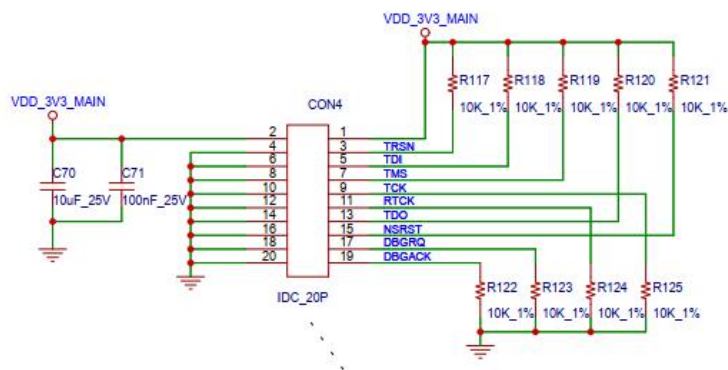 VDD_3V3_MAIN
R117
R118
R119
R120
R121
10K_1%
10K_1%
10K_1%
10K_1%
10K_1%
VDD_3V3_MAIN
CON4
2
1
4
3
TRSN
6
5
TDI
8
7
TMS
10
9
TCK
12
11
RTCK
14
13
TDO
16
15
NSRST
18
17
DBGRQ
20
19
DBGACK
C70
C71
10uF_25V
100nF_25V
IDC_20P
R122
R123
R124
R125
10K_1%
10K_1%
10K_1%
10K_1%